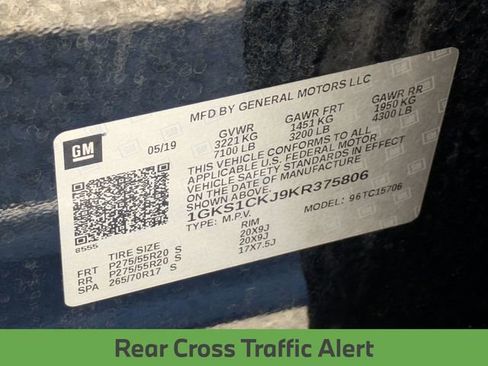 MFD BY GENERAL MOTORS LLC
GM
05/19
GVWR GAWR FRT GAWR RR
3221 KG 1451 KG 1950 KG
7100 LB 3200 LB 4300 LB
THIS VEHICLE CONFORMS TO ALL
APPLICABLE U.S. FEDERAL MOTOR
VEHICLE SAFETY STANDARDS IN EFFECT
ON THE DATE OF MANUFACTURE
SHOWN ABOVE.
1GKS1CKJ9KR375806
TYPE: M.P.V. MODEL: 96TC15706
8555
TIRE SIZE RIM
FRT P275/55R20 S 20X9J
RR P275/55R20 S 20X9J
SPA 265/70R17 S 17X7.5J
Rear Cross Traffic Alert